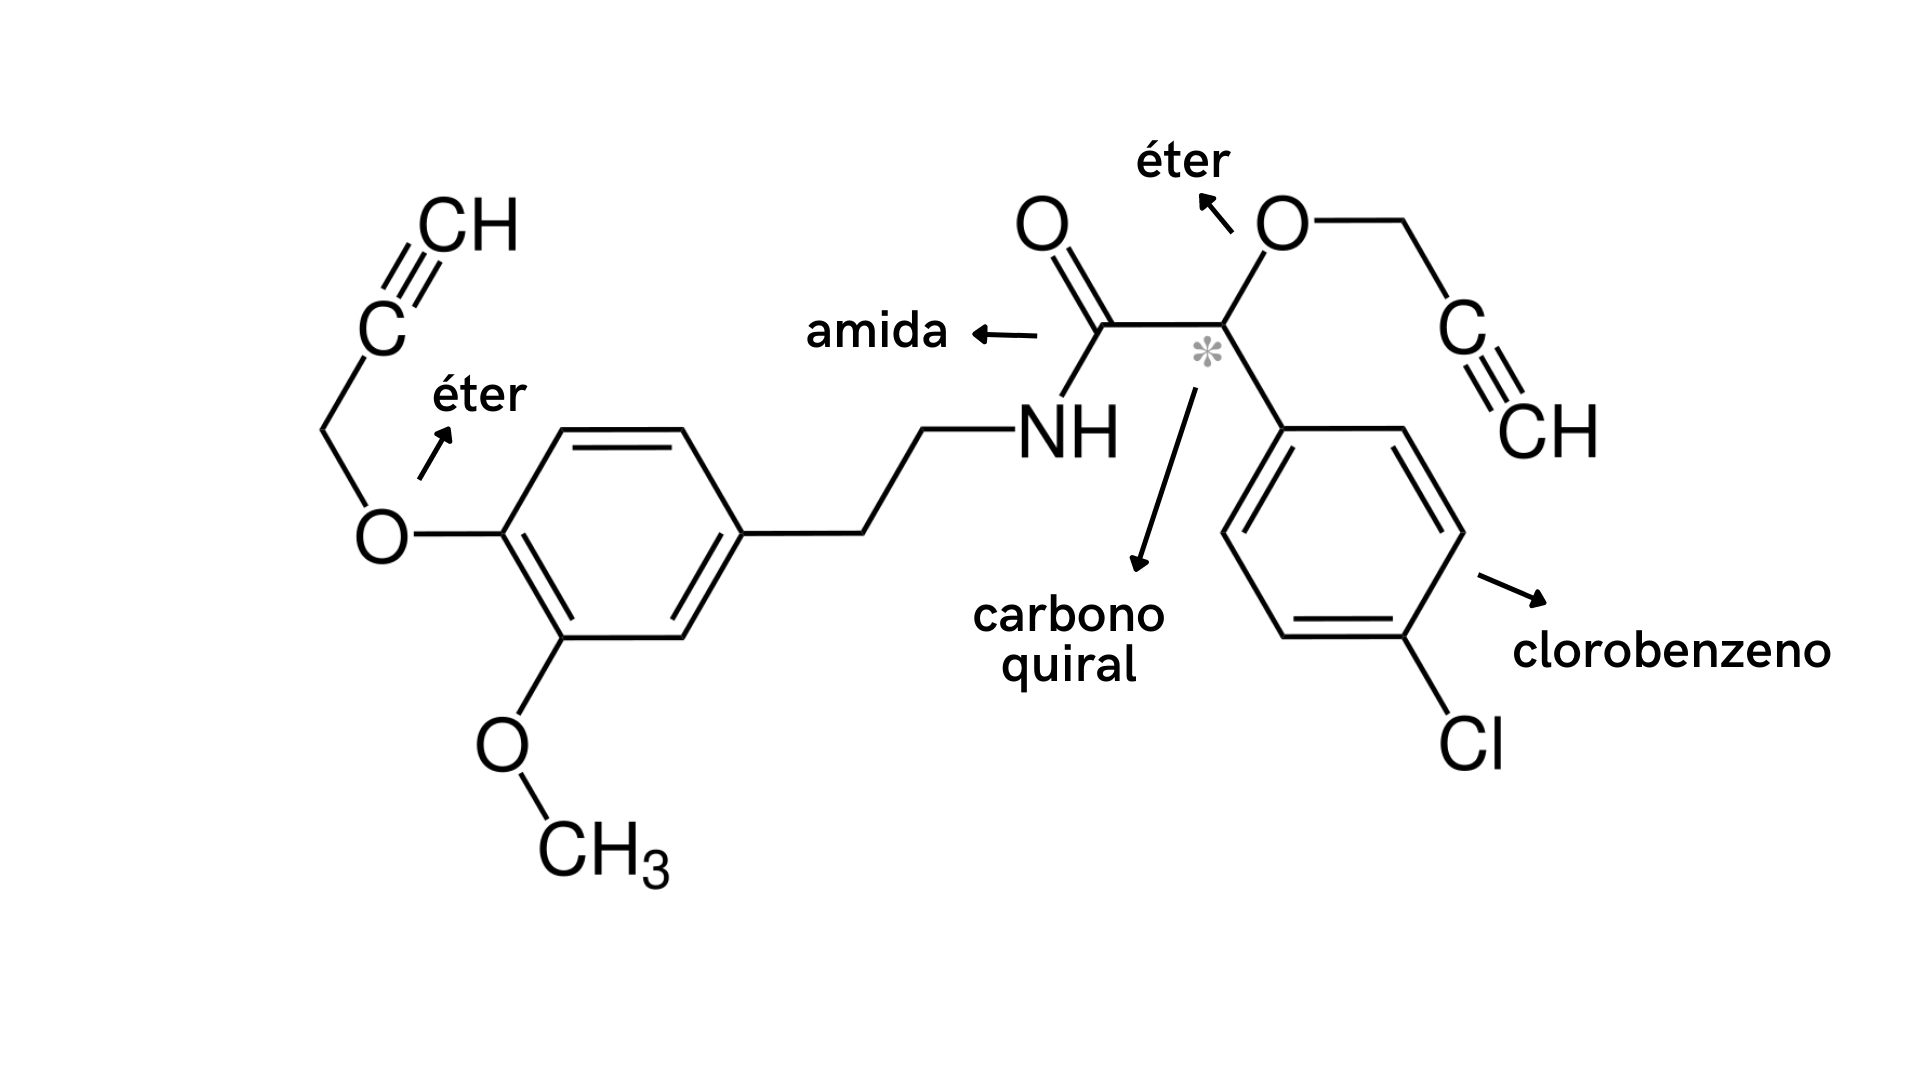 éter
CH
O
O
C
amida
C
*
éter
NH
CH
O
carbono
quiral
clorobenzeno
O
Cl
CH3